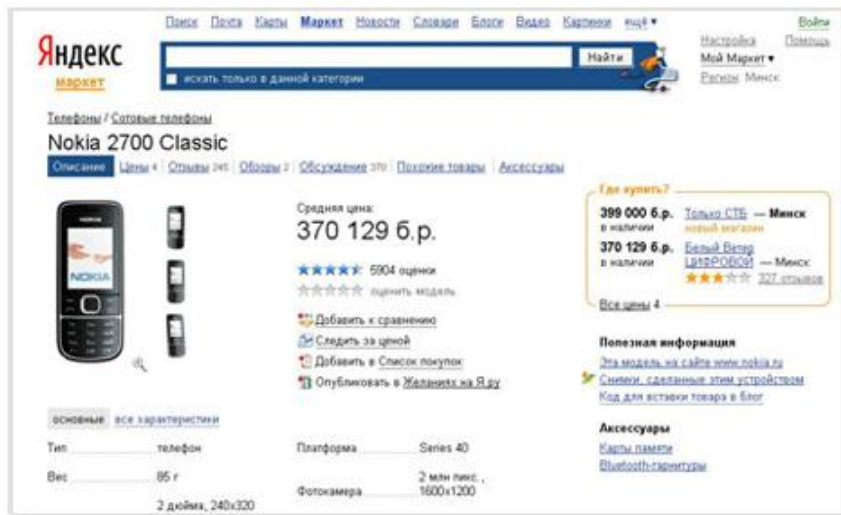 Поиск Почта Карты Маркет Новости Словари Блоги Видео Картинки ещё ▼
Войти
Настройка Помощь
Яндекс
маркет
Найти
искать только в данной категории
Мой Маркет ▼
Регион: Минск
Телефоны / Сотовые телефоны
Nokia 2700 Classic
Описание Цены 4 Отзывы 245 Обзоры 2 Обсуждение 370 Похожие товары Аксессуары
NOKIA
Средняя цена:
370 129 б.р.
5904 оценки
оценить модель
Добавить к сравнению
Следить за ценой
Добавить в Список покупок
Опубликовать в Желаниях на Я.ру
Где купить?
399 000 б.р. Только СТБ — Минск
в наличии новый магазин
370 129 б.р. Белый Ветер
в наличии ЦИФРОВОЙ — Минск
327 отзывов
Все цены 4
Полезная информация
Эта модель на сайте www.nokia.ru
Снимки, сделанные этим устройством
Код для вставки товара в блог
Аксессуары
Карты памяти
Bluetooth-гарнитуры
основные все характеристики
Тип телефон
Платформа Series 40
Вес 85 г
Фотокамера 2 млн пикс.,
1600x1200
2 дюйма, 240x320